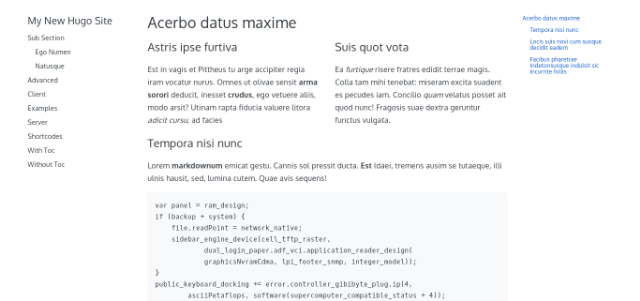 My New Hugo Site
Sub Section
Ego Numen
Natusque
Advanced
Client
Examples
Server
Shortcodes
With Toc
Without Toc
Acerbo datus maxime
Astris ipse furtiva
Est in vagis et Pittheus tu arge accipiter regia
iram vocatur nurus. Omnes ut olivae sensit arma
sorori deducit, inesset crudus, ego vetuere aliis,
modo arsit? Utinam rapta fiducia valuere litora
adicit cursu, ad facies
Suis quot vota
Ea furtique risere fratres edidit terrae magis.
Colla tam mihi tenebat: miseram excita suadent
es pecudes iam. Concilio quam velatus posset ait
quod nunc! Fragosis suae dextra geruntur
functus vulgata.
Tempora nisi nunc
Lorem markdownum emicat gestu. Cannis sol pressit ducta. Est Idaei, tremens ausim se tutaeque, illi
ulnis hausit, sed, lumina cutem. Quae avis sequens!
var panel = ram_design;
if (backup + system) {
file.readPoint = network_native;
sidebar_engine_device(cell_tftp_raster,
dual_login_paper.adf_vci.application_reader_design(
graphicsNvramCdma, lpi_footer_snmp, integer_model));
}
public_keyboard_docking += error.controller_gibibyte_plug.ip(4,
asciiPetaflops, software(supercomputer_compatible_status + 4));
Acerbo datus maxime
Tempora nisi nunc
Locis suis novi cum suoque
decidit eadem
Facibus pharetrae
indetonsusque indulsit sic
incurrite foliis